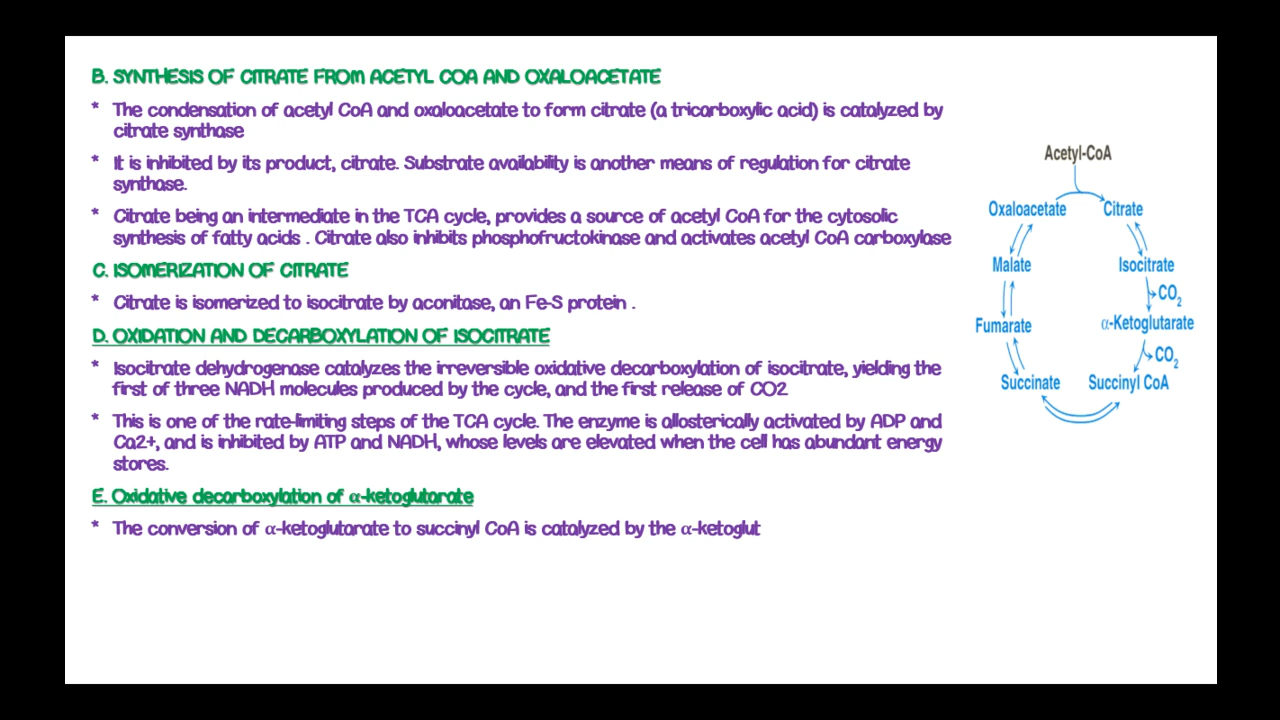 B. SYNTHESIS OF CITRATE FROM ACETYL COA AND OXALOACETATE
* The condensation of acetyl CoA and oxaloacetate to form citrate (a tricarboxylic acid) is catalyzed by
citrate synthase
* It is inhibited by its product, citrate. Substrate availability is another means of regulation for citrate
synthase.
* Citrate being an intermediate in the TCA cycle, provides a source of acetyl CoA for the cytosolic
synthesis of fatty acids . Citrate also inhibits phosphofructokinase and activates acetyl CoA carboxylase
C. ISOMERIZATION OF CITRATE
* Citrate is isomerized to isocitrate by aconitase, an Fe-S protein .
D. OXIDATION AND DECARBOXYLATION OF ISOCITRATE
* Isocitrate dehydrogenase catalyzes the irreversible oxidative decarboxylation of isocitrate, yielding the
first of three NADH molecules produced by the cycle, and the first release of CO2
* This is one of the rate-limiting steps of the TCA cycle. The enzyme is allosterically activated by ADP and
Ca2+, and is inhibited by ATP and NADH, whose levels are elevated when the cell has abundant energy
stores.
E. Oxidative decarboxylation of α-ketoglutarate
* The conversion of α-ketoglutarate to succinyl CoA is catalyzed by the α-ketoglut
Acetyl-CoA
Oxaloacetate Citrate
Malate Isocitrate
CO2
Fumarate α-Ketoglutarate
CO2
Succinate Succinyl CoA